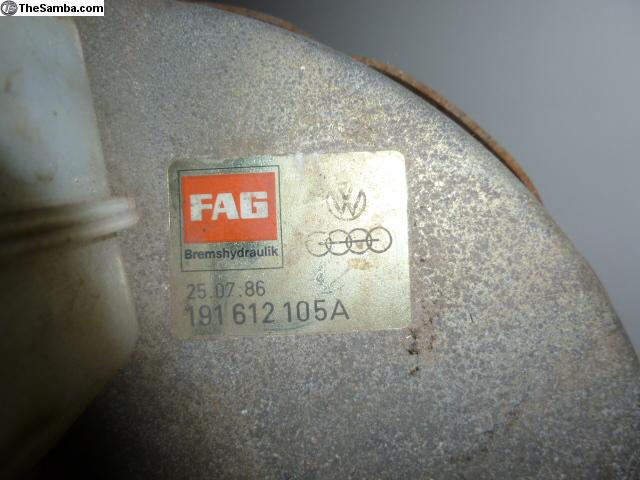 TheSamba.com
FAG
Bremshydraulik
25.07.86
191 612 105A